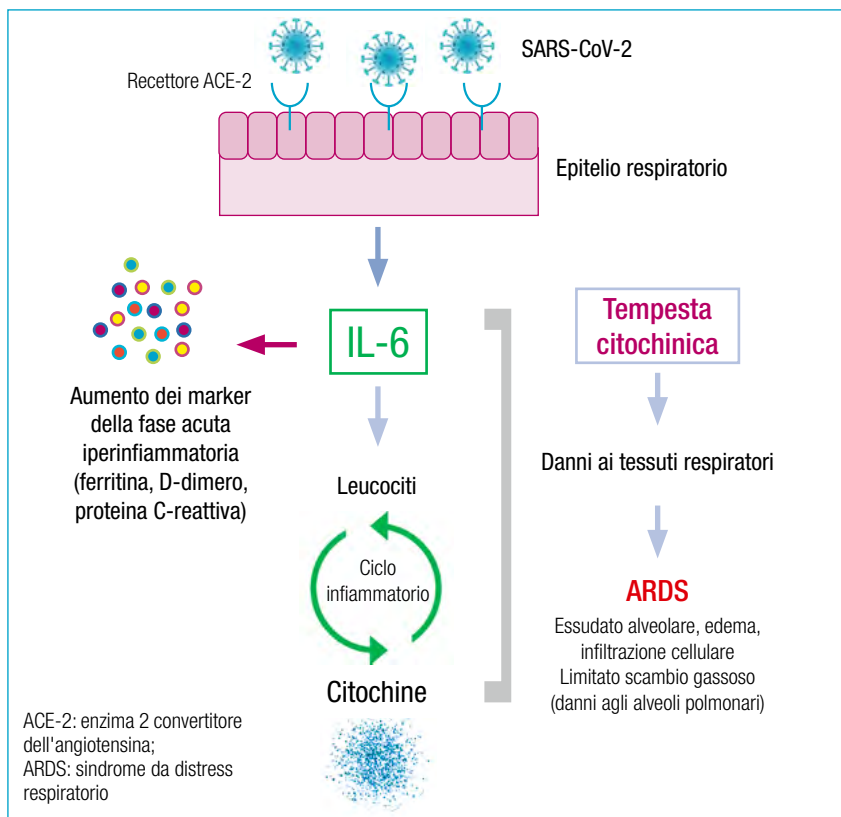 SARS-CoV-2
Recettore ACE-2
Epitelio respiratorio
IL-6
Aumento dei marker
della fase acuta
iperinfiammatoria
(ferritina, D-dimero,
proteina C-reattiva)
Leucociti
Ciclo
infiammatorio
Citochine
Tempesta
citochinica
Danni ai tessuti respiratori
ARDS
Essudato alveolare, edema,
infiltrazione cellulare
Limitato scambio gassoso
(danni agli alveoli polmonari)
ACE-2: enzima 2 convertitore
dell'angiotensina;
ARDS: sindrome da distress
respiratorio